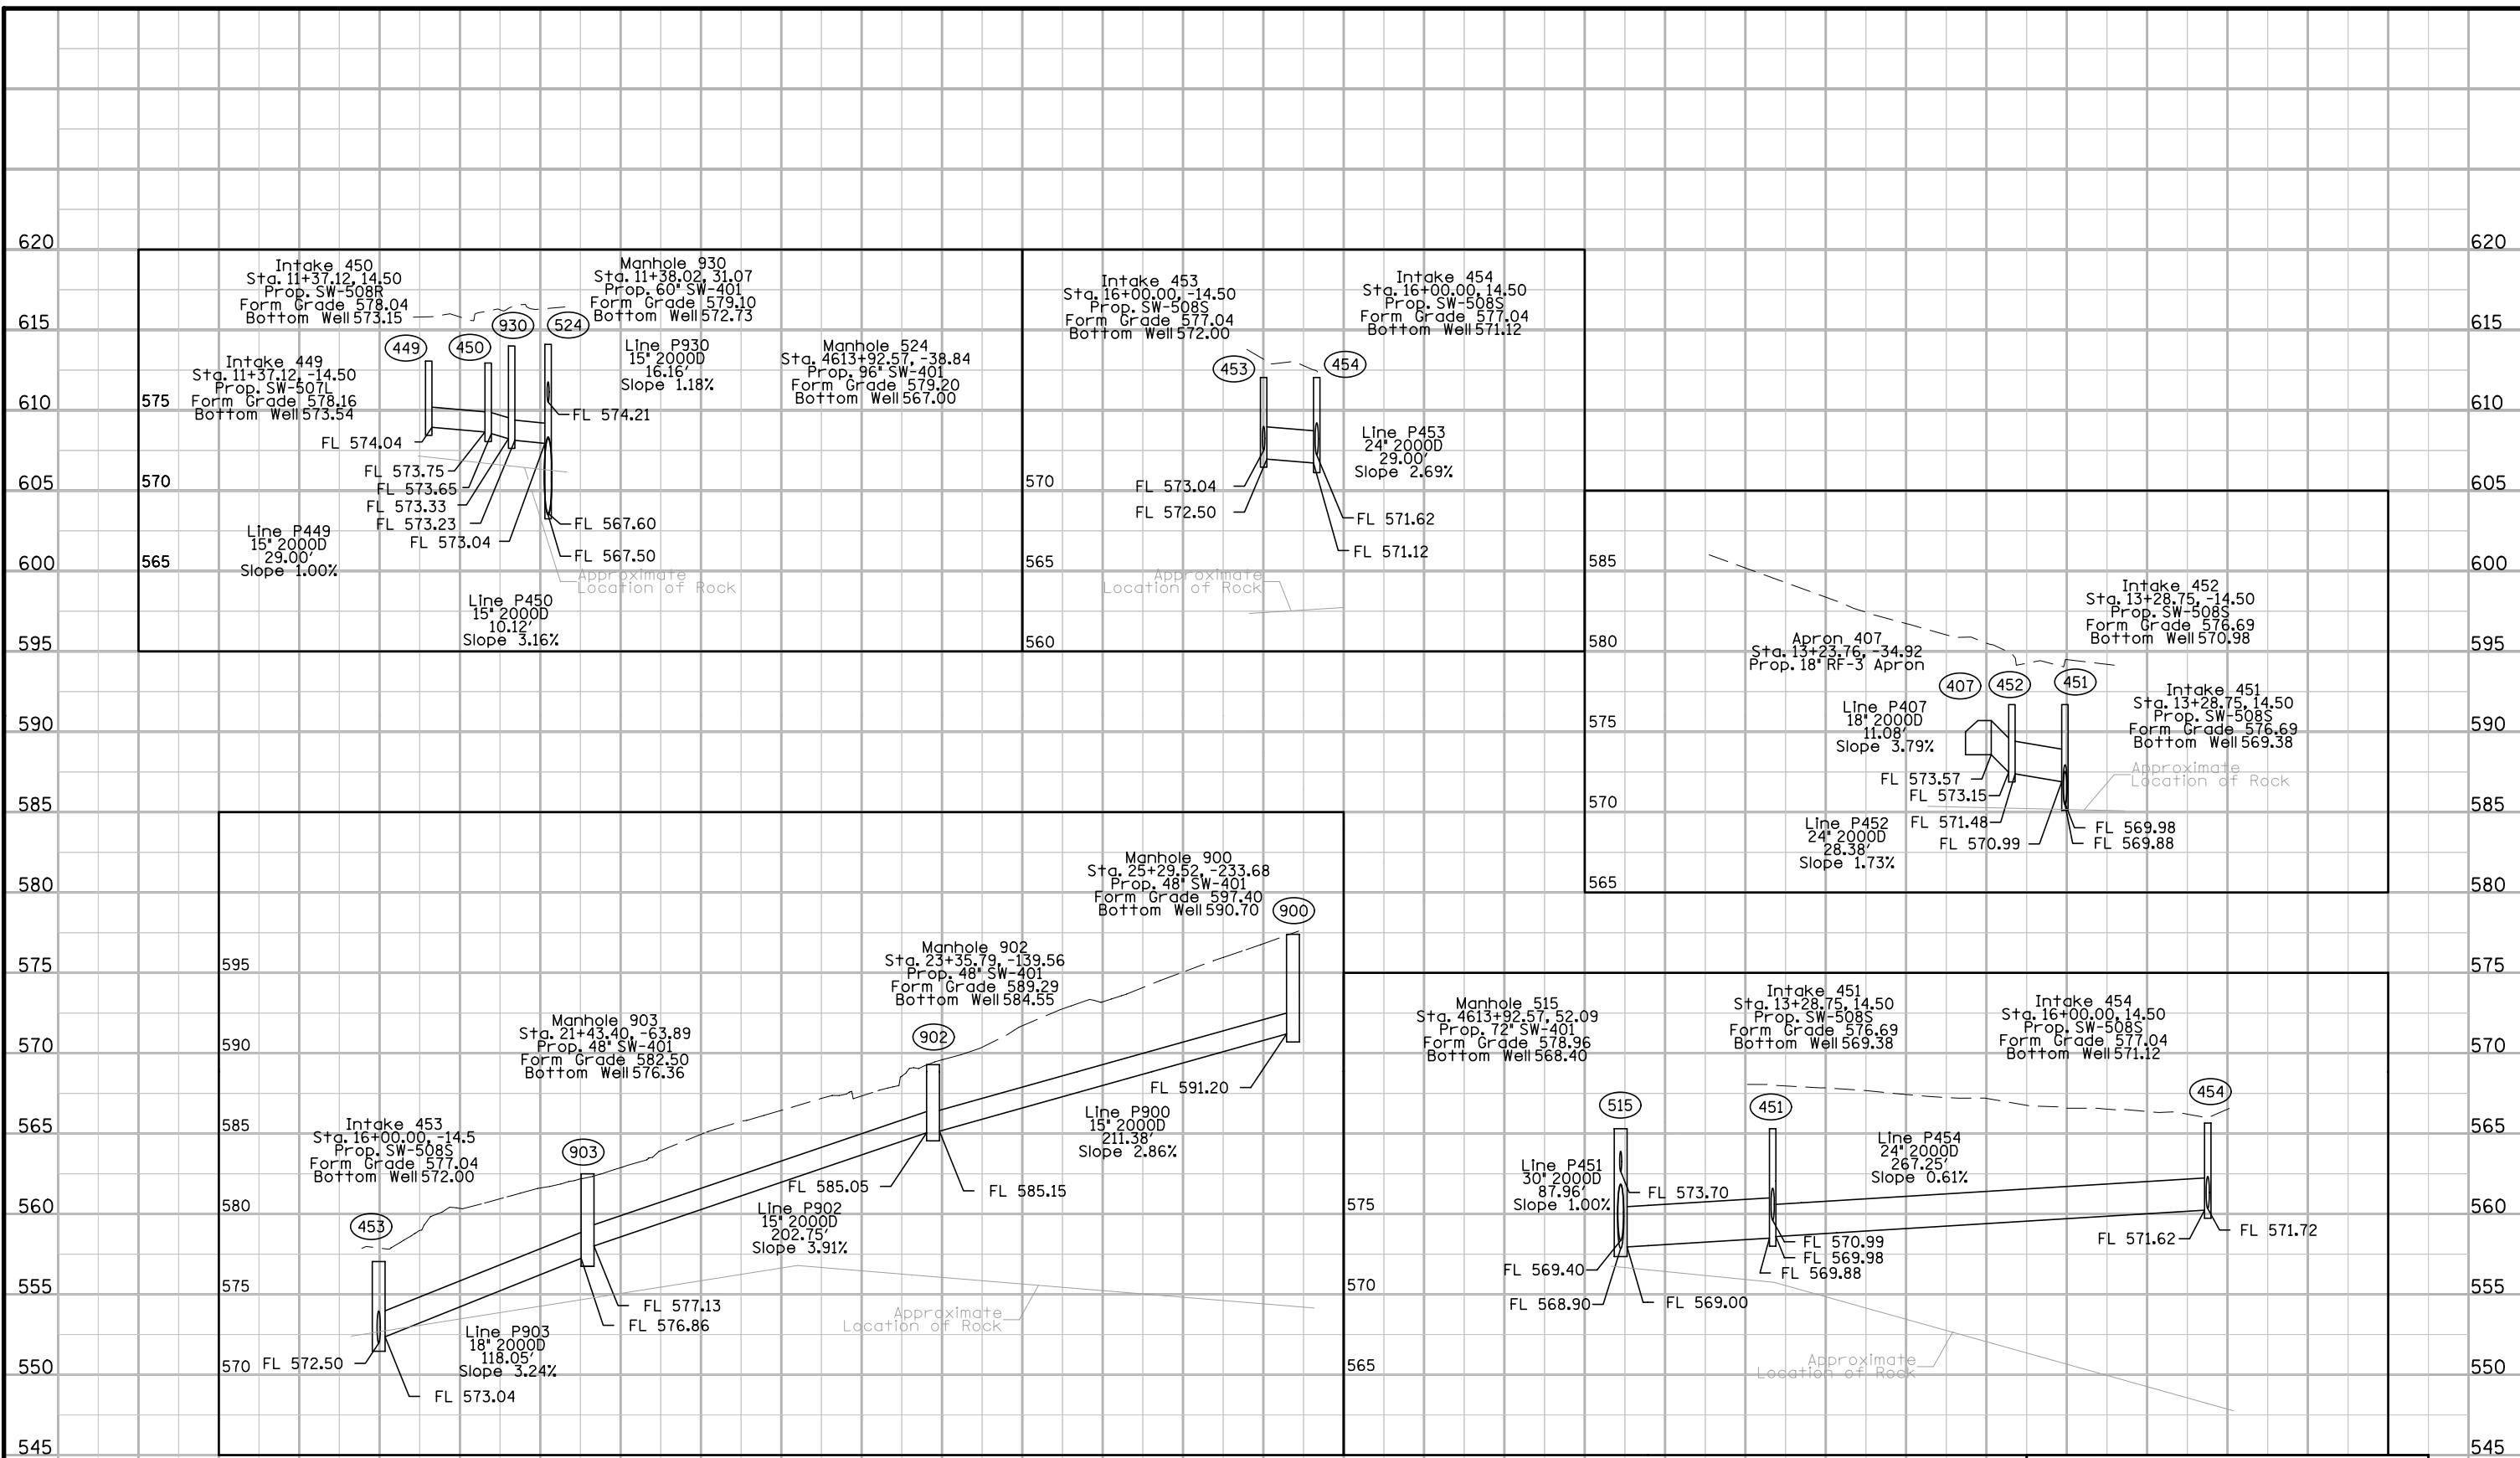 620
615
610
605
600
595
590
585
580
575
570
565
560
555
550
545
Intake 450
Sta. 11+37.12, 14.50
Prop. SW-508R
Form Grade 578.04
Bottom Well 573.15
Manhole 930
Sta. 11+38.02, 31.07
Prop. 60" SW-401
Form Grade 579.10
Bottom Well 572.73
Intake 449
Sta. 11+37.12, -14.50
Prop. SW-507L
Form Grade 578.16
Bottom Well 573.54
449
450
930
524
Line P930
15" 2000D
16.16'
Slope 1.18%
Manhole 524
Sta. 4613+92.57, -38.84
Prop. 96" SW-401
Form Grade 579.20
Bottom Well 567.00
575
570
565
FL 574.21
FL 574.04
FL 573.75
FL 573.65
FL 573.33
FL 573.23
FL 573.04
FL 567.60
FL 567.50
Line P449
15" 2000D
29.00'
Slope 1.00%
Approximate
Location of Rock
Line P450
15" 2000D
10.12'
Slope 3.16%
Intake 453
Sta. 16+00.00, -14.50
Prop. SW-508S
Form Grade 577.04
Bottom Well 572.00
Intake 454
Sta. 16+00.00, 14.50
Prop. SW-508S
Form Grade 577.04
Bottom Well 571.12
453
454
Line P453
24" 2000D
29.00'
Slope 2.69%
570
565
560
FL 573.04
FL 572.50
FL 571.62
FL 571.12
Approximate
Location of Rock
585
580
575
570
565
Intake 452
Sta. 13+28.75, -14.50
Prop. SW-508S
Form Grade 576.69
Bottom Well 570.98
Apron 407
Sta. 13+23.76, -34.92
Prop. 18" RF-3 Apron
407
452
451
Intake 451
Sta. 13+28.75, 14.50
Prop. SW-508S
Form Grade 576.69
Bottom Well 569.38
Line P407
18" 2000D
11.08'
Slope 3.79%
Approximate
Location of Rock
FL 573.57
FL 573.15
FL 571.48
FL 570.99
FL 569.98
FL 569.88
Line P452
24" 2000D
28.38'
Slope 1.73%
Manhole 900
Sta. 25+29.52, -233.68
Prop. 48" SW-401
Form Grade 597.40
Bottom Well 590.70
900
Manhole 902
Sta. 23+35.79, -139.56
Prop. 48" SW-401
Form Grade 589.29
Bottom Well 584.55
902
Manhole 903
Sta. 21+43.40, -63.89
Prop. 48" SW-401
Form Grade 582.50
Bottom Well 576.36
903
Intake 453
Sta. 16+00.00, -14.5
Prop. SW-508S
Form Grade 577.04
Bottom Well 572.00
453
595
590
585
580
575
570
FL 591.20
Line P900
15" 2000D
211.38'
Slope 2.86%
FL 585.05
FL 585.15
Line P902
15" 2000D
202.75'
Slope 3.91%
FL 577.13
FL 576.86
Approximate
Location of Rock
Line P903
18" 2000D
118.05'
Slope 3.24%
FL 572.50
FL 573.04
Manhole 515
Sta. 4613+92.57, 52.09
Prop. 72" SW-401
Form Grade 578.96
Bottom Well 568.40
Intake 451
Sta. 13+28.75, 14.50
Prop. SW-508S
Form Grade 576.69
Bottom Well 569.38
Intake 454
Sta. 16+00.00, 14.50
Prop. SW-508S
Form Grade 577.04
Bottom Well 571.12
515
451
454
Line P451
30" 2000D
87.96'
Slope 1.00%
Line P454
24" 2000D
267.25'
Slope 0.61%
575
570
565
FL 573.70
FL 570.99
FL 569.98
FL 569.88
FL 571.62
FL 571.72
FL 569.40
FL 568.90
FL 569.00
Approximate
Location of Rock
620
615
610
605
600
595
590
585
580
575
570
565
560
555
550
545